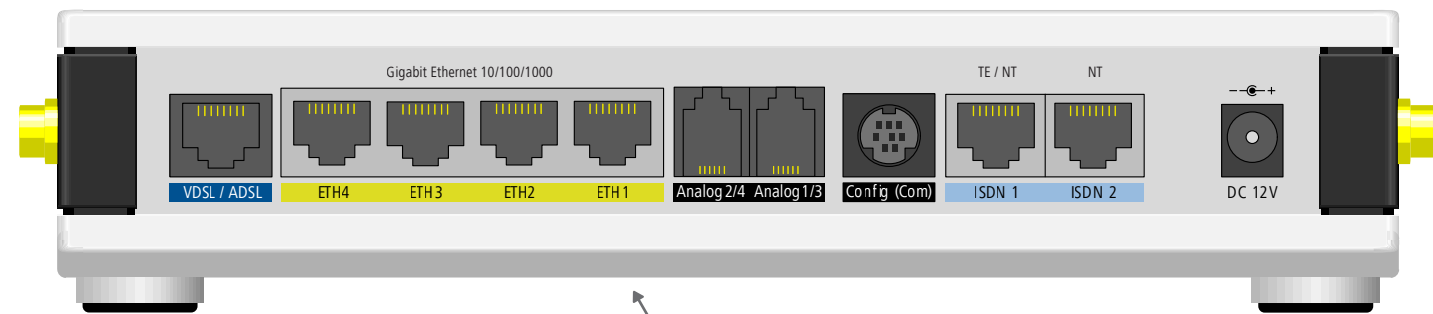 Gigabit Ethernet 10/100/1000
TE / NT
NT
VDSL / ADSL
ETH4
ETH3
ETH2
ETH1
Analog 2/4
Analog 1/3
Config (Com)
ISDN 1
ISDN 2
DC 12V